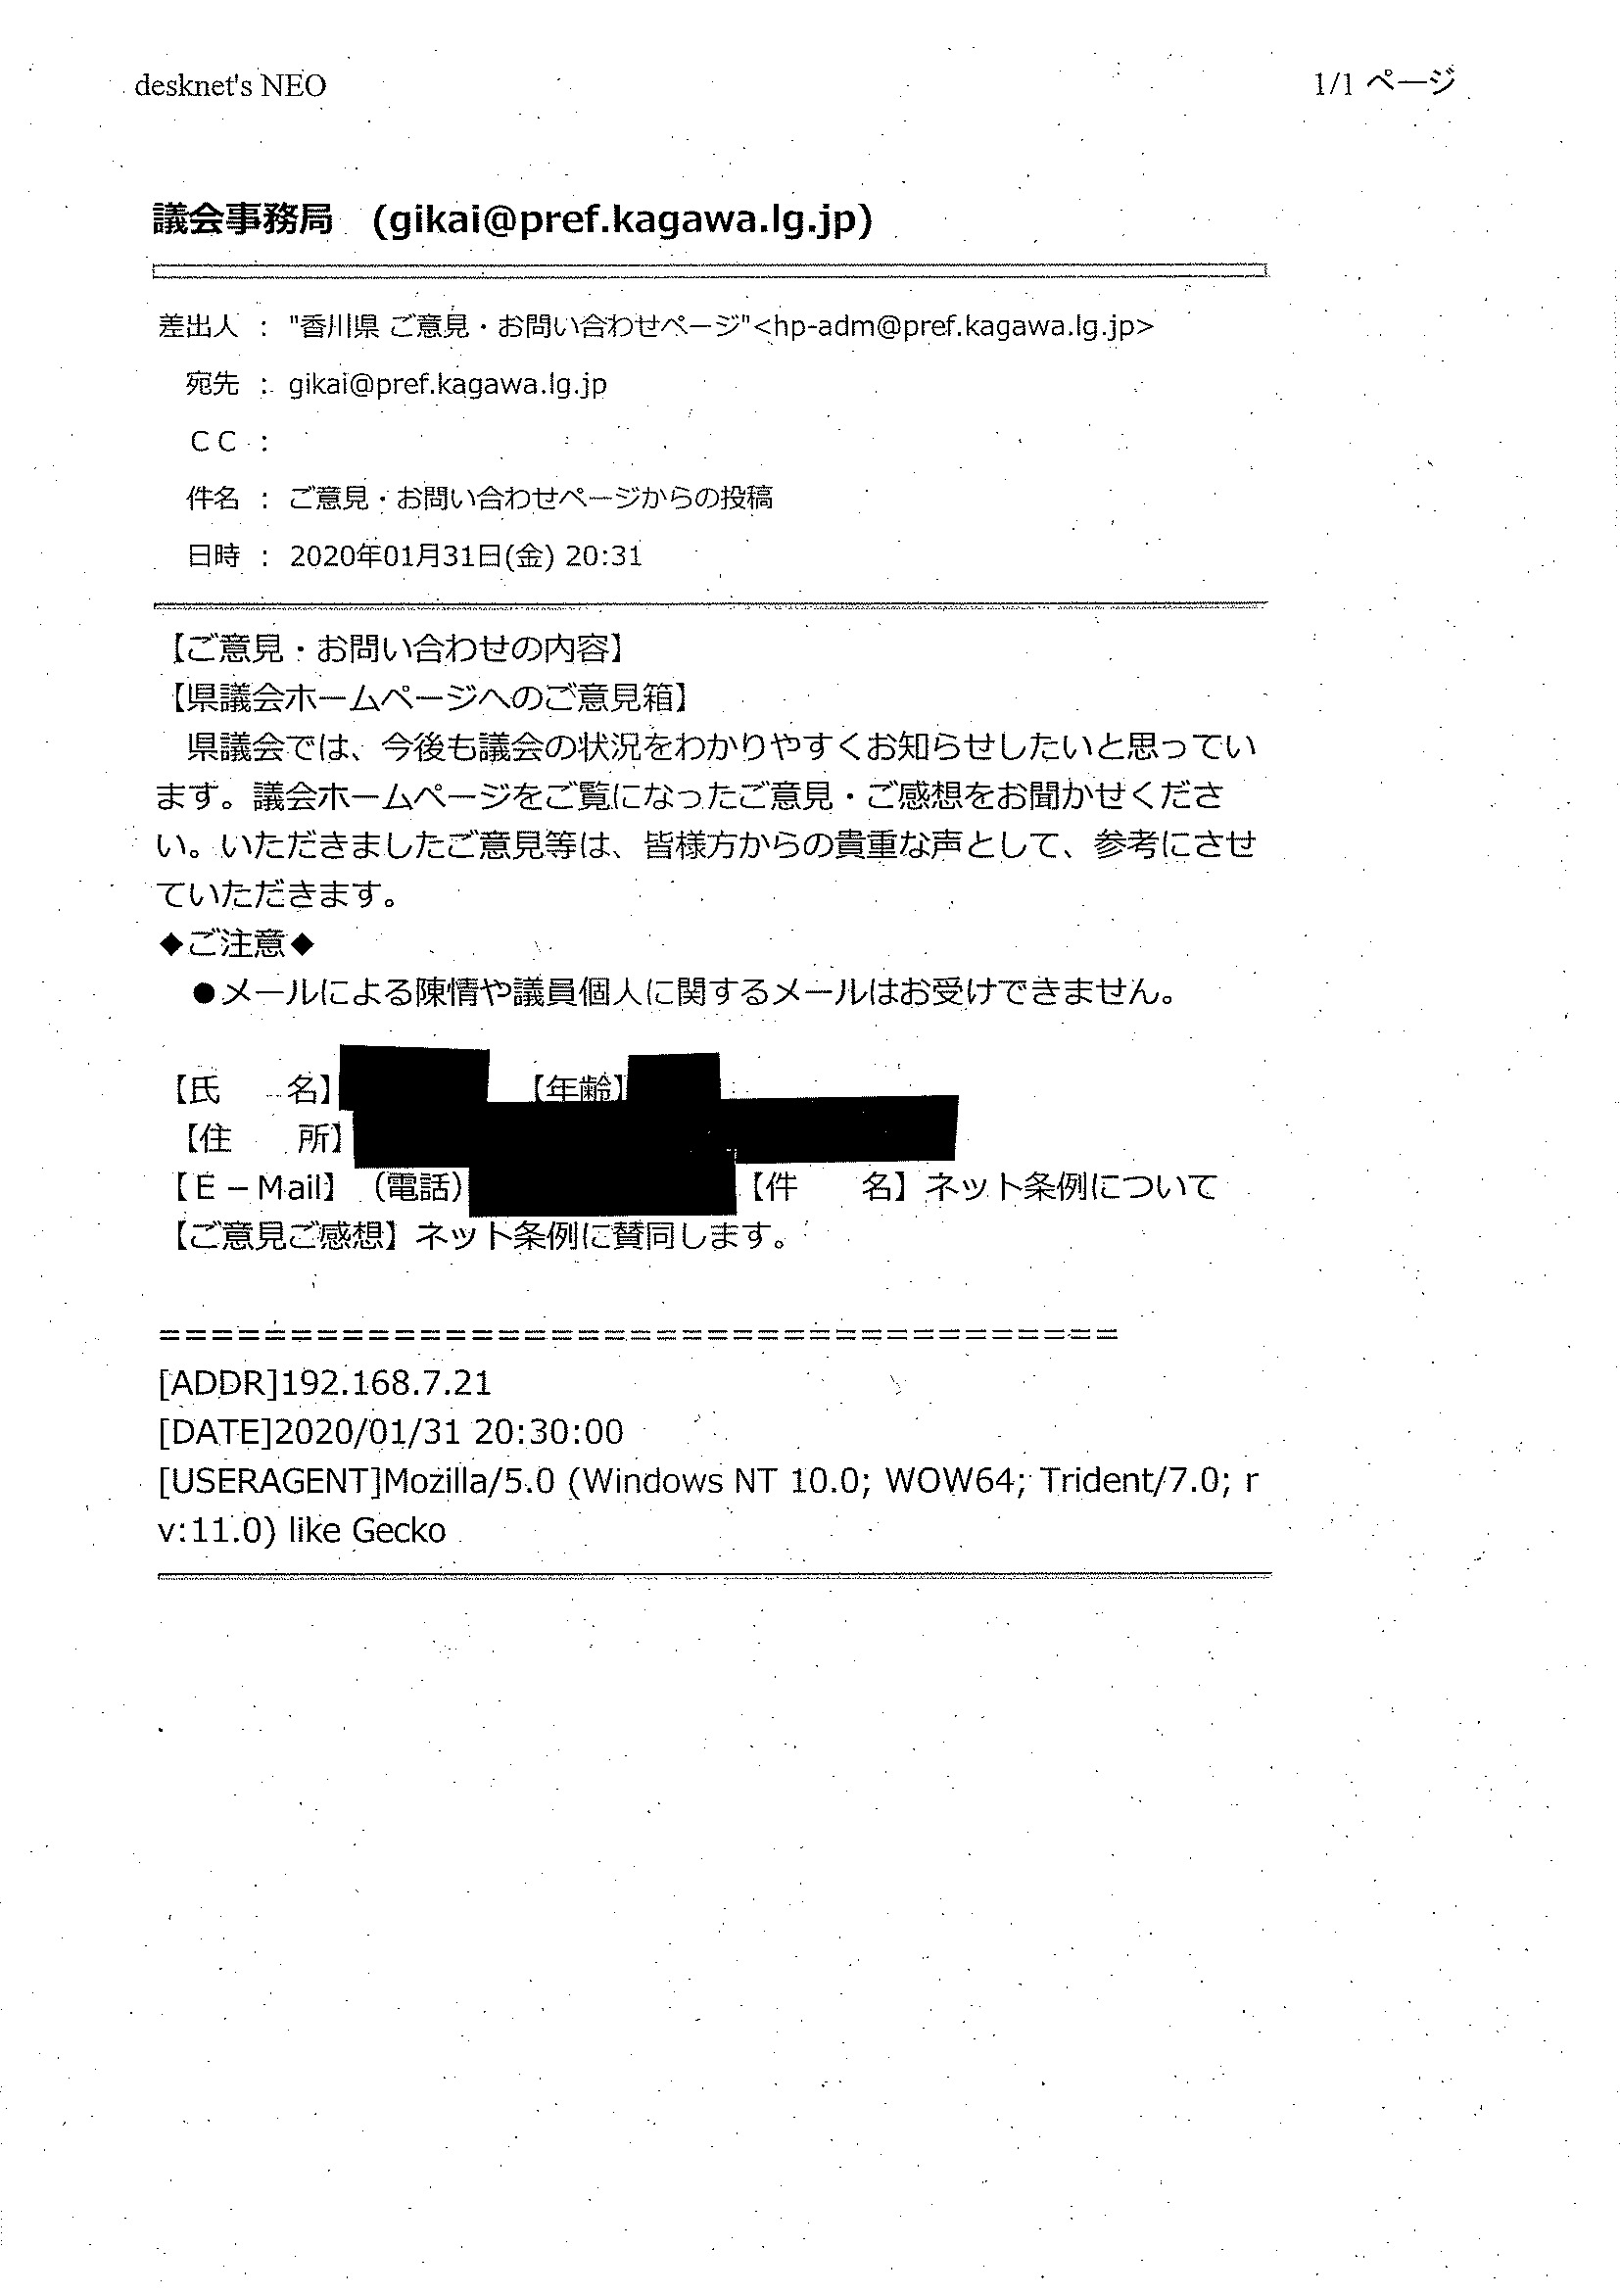 desknet's NEO
1/1 ページ
議会事務局　(gikai@pref.kagawa.lg.jp)
差出人 ： "香川県 ご意見・お問い合わせページ"<hp-adm@pref.kagawa.lg.jp>
宛先 ： gikai@pref.kagawa.lg.jp
ＣＣ ：
件名 ： ご意見・お問い合わせページからの投稿
日時 ： 2020年01月31日(金) 20:31
【ご意見・お問い合わせの内容】
【県議会ホームページへのご意見箱】
　県議会では、今後も議会の状況をわかりやすくお知らせしたいと思ってい
ます。議会ホームページをご覧になったご意見・ご感想をお聞かせくださ
い。いただきましたご意見等は、皆様方からの貴重な声として、参考にさせ
ていただきます。
◆ご注意◆
　●メールによる陳情や議員個人に関するメールはお受けできません。
【氏　　名】　【年齢】
【住　　所】
【Ｅ－Mail】（電話）【件　　名】ネット条例について
【ご意見ご感想】ネット条例に賛同します。
=====================================
[ADDR]192.168.7.21
[DATE]2020/01/31 20:30:00
[USERAGENT]Mozilla/5.0 (Windows NT 10.0; WOW64; Trident/7.0; r
v:11.0) like Gecko